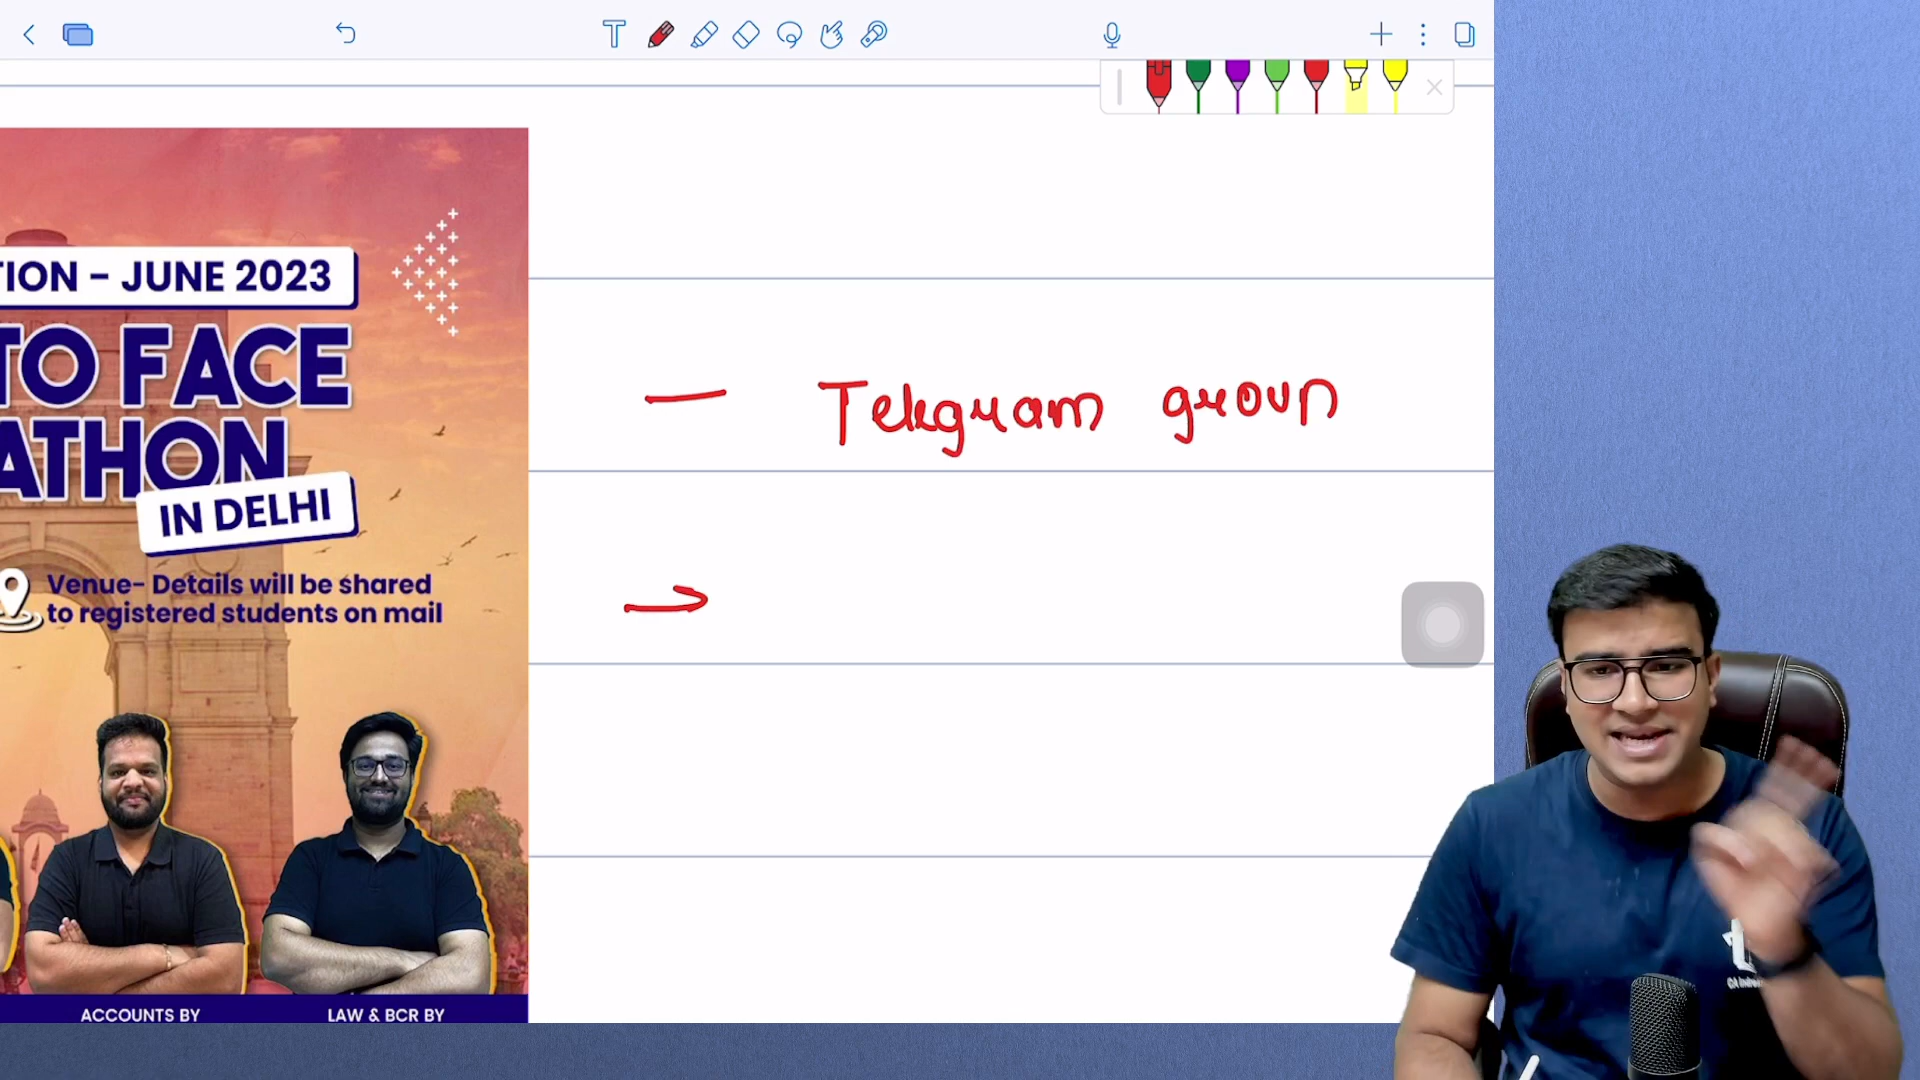 TION - JUNE 2023
TO FACE
ATHON
IN DELHI
Venue- Details will be shared
to registered students on mail
ACCOUNTS BY
LAW & BCR BY
— Telegram group
→